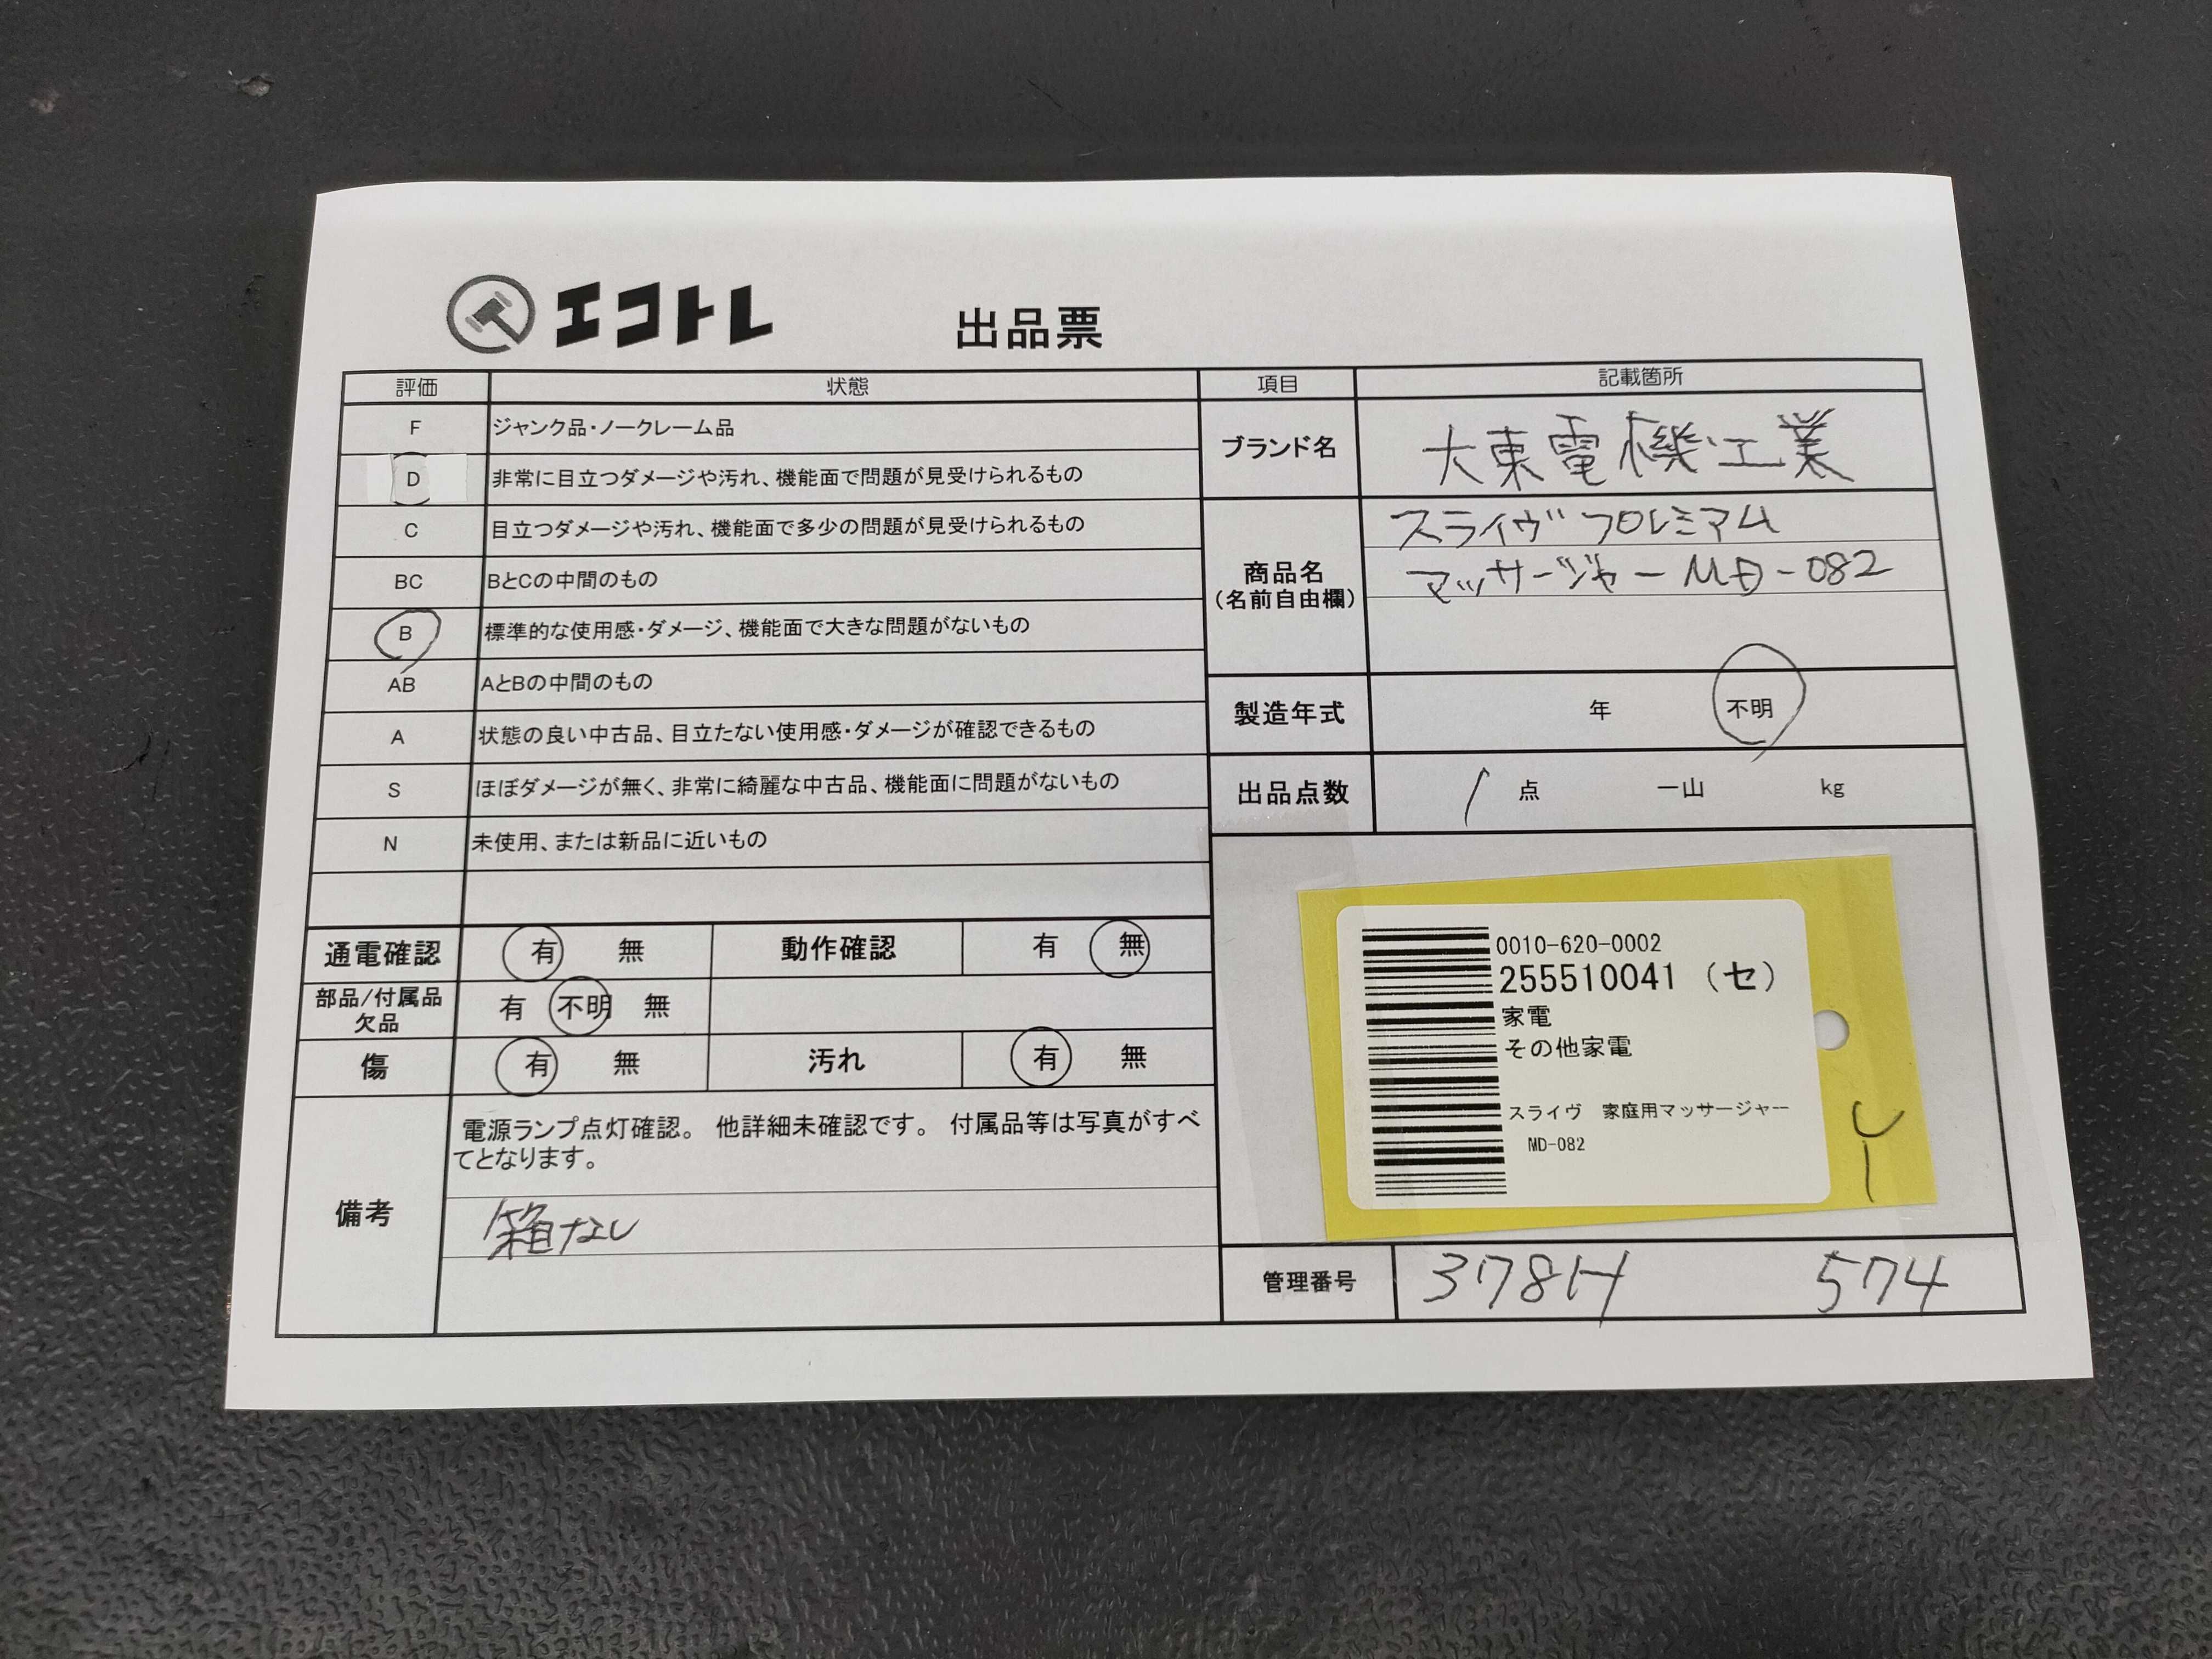 エコトレ
出品票
評価 状態
F ジャンク品・ノークレーム品
D 非常に目立つダメージや汚れ、機能面で問題が見受けられるもの
C 目立つダメージや汚れ、機能面で多少の問題が見受けられるもの
BC BとCの中間のもの
B 標準的な使用感・ダメージ、機能面で大きな問題がないもの
AB AとBの中間のもの
A 状態の良い中古品、目立たない使用感・ダメージが確認できるもの
S ほぼダメージが無く、非常に綺麗な中古品、機能面に問題がないもの
N 未使用、または新品に近いもの
通電確認 有 無 動作確認 有 無
部品/付属品 欠品 有 不明 無
傷 有 無 汚れ 有 無
備考
電源ランプ点灯確認。 他詳細未確認です。 付属品等は写真がすべ
てとなります。
箱なし
項目 記載箇所
ブランド名 大東電機工業
商品名
(名前自由欄)
スライヴ プレミアム
マッサージャー MD-082
製造年式 年 不明
出品点数 1 点 一山 kg
0010-620-0002
255510041 (セ)
家電
その他家電
スライヴ 家庭用マッサージャー
MD-082
管理番号 378H 574